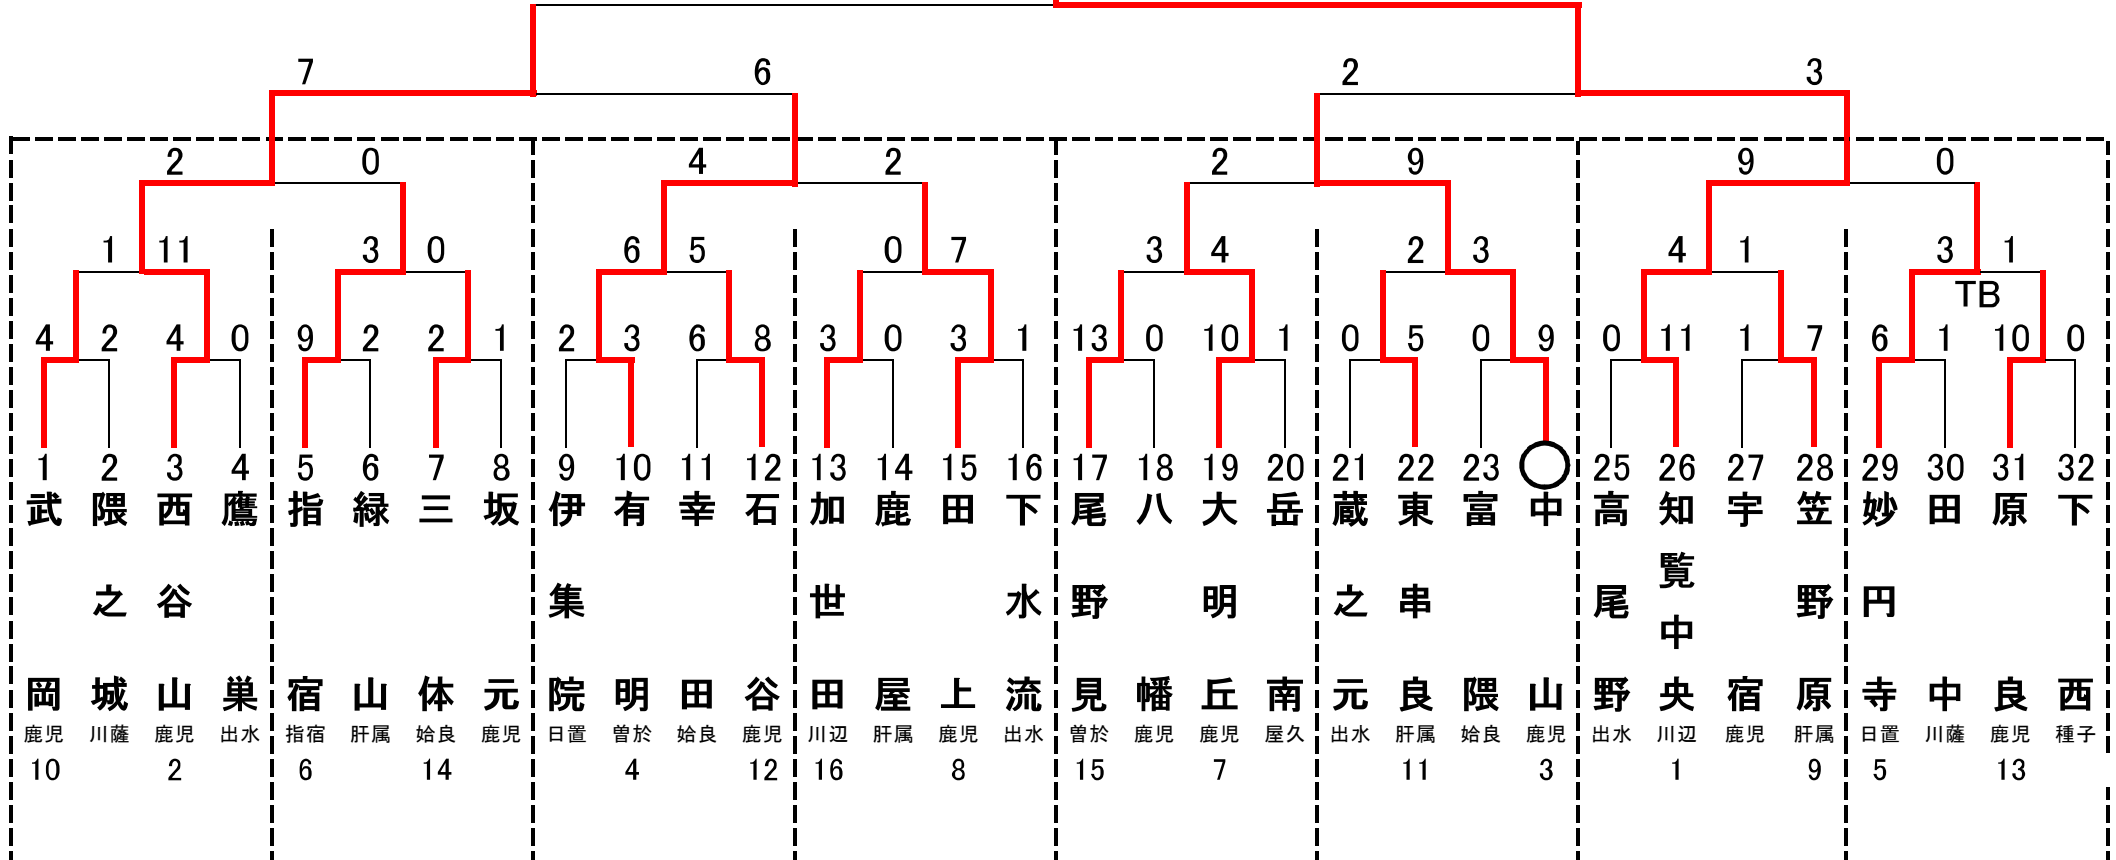 7 6 2 3
2 0 4 2 2 9 9 0
1 11 3 0 6 5 0 7 3 4 2 3 4 1 3 1
TB
4 2 4 0 9 2 2 1 2 3 6 8 3 0 3 1 13 0 10 1 0 5 0 9 0 11 1 7 6 1 10 0
1 2 3 4 5 6 7 8 9 10 11 12 13 14 15 16 17 18 19 20 21 22 23 25 26 27 28 29 30 31 32
武岡
隈之城
西谷山
鷹巣
指宿
緑山
三体
坂元
伊集院
有明
幸田
石谷
加世田
鹿屋
田上
下水流
尾野見
八幡
大明丘
岳南
蔵之元
東串良
富隈
中山
高尾野
知覧中央
宇宿
笠野原
妙円寺
田中
原良
下西
鹿児 川薩 鹿児 出水 指宿 肝属 姶良 鹿児 日置 曽於 姶良 鹿児 川辺 肝属 鹿児 出水 曽於 鹿児 鹿児 屋久 出水 肝属 姶良 鹿児 出水 川辺 鹿児 肝属 日置 川薩 鹿児 種子
10 2 6 14 4 12 16 8 15 7 11 3 1 9 5 13